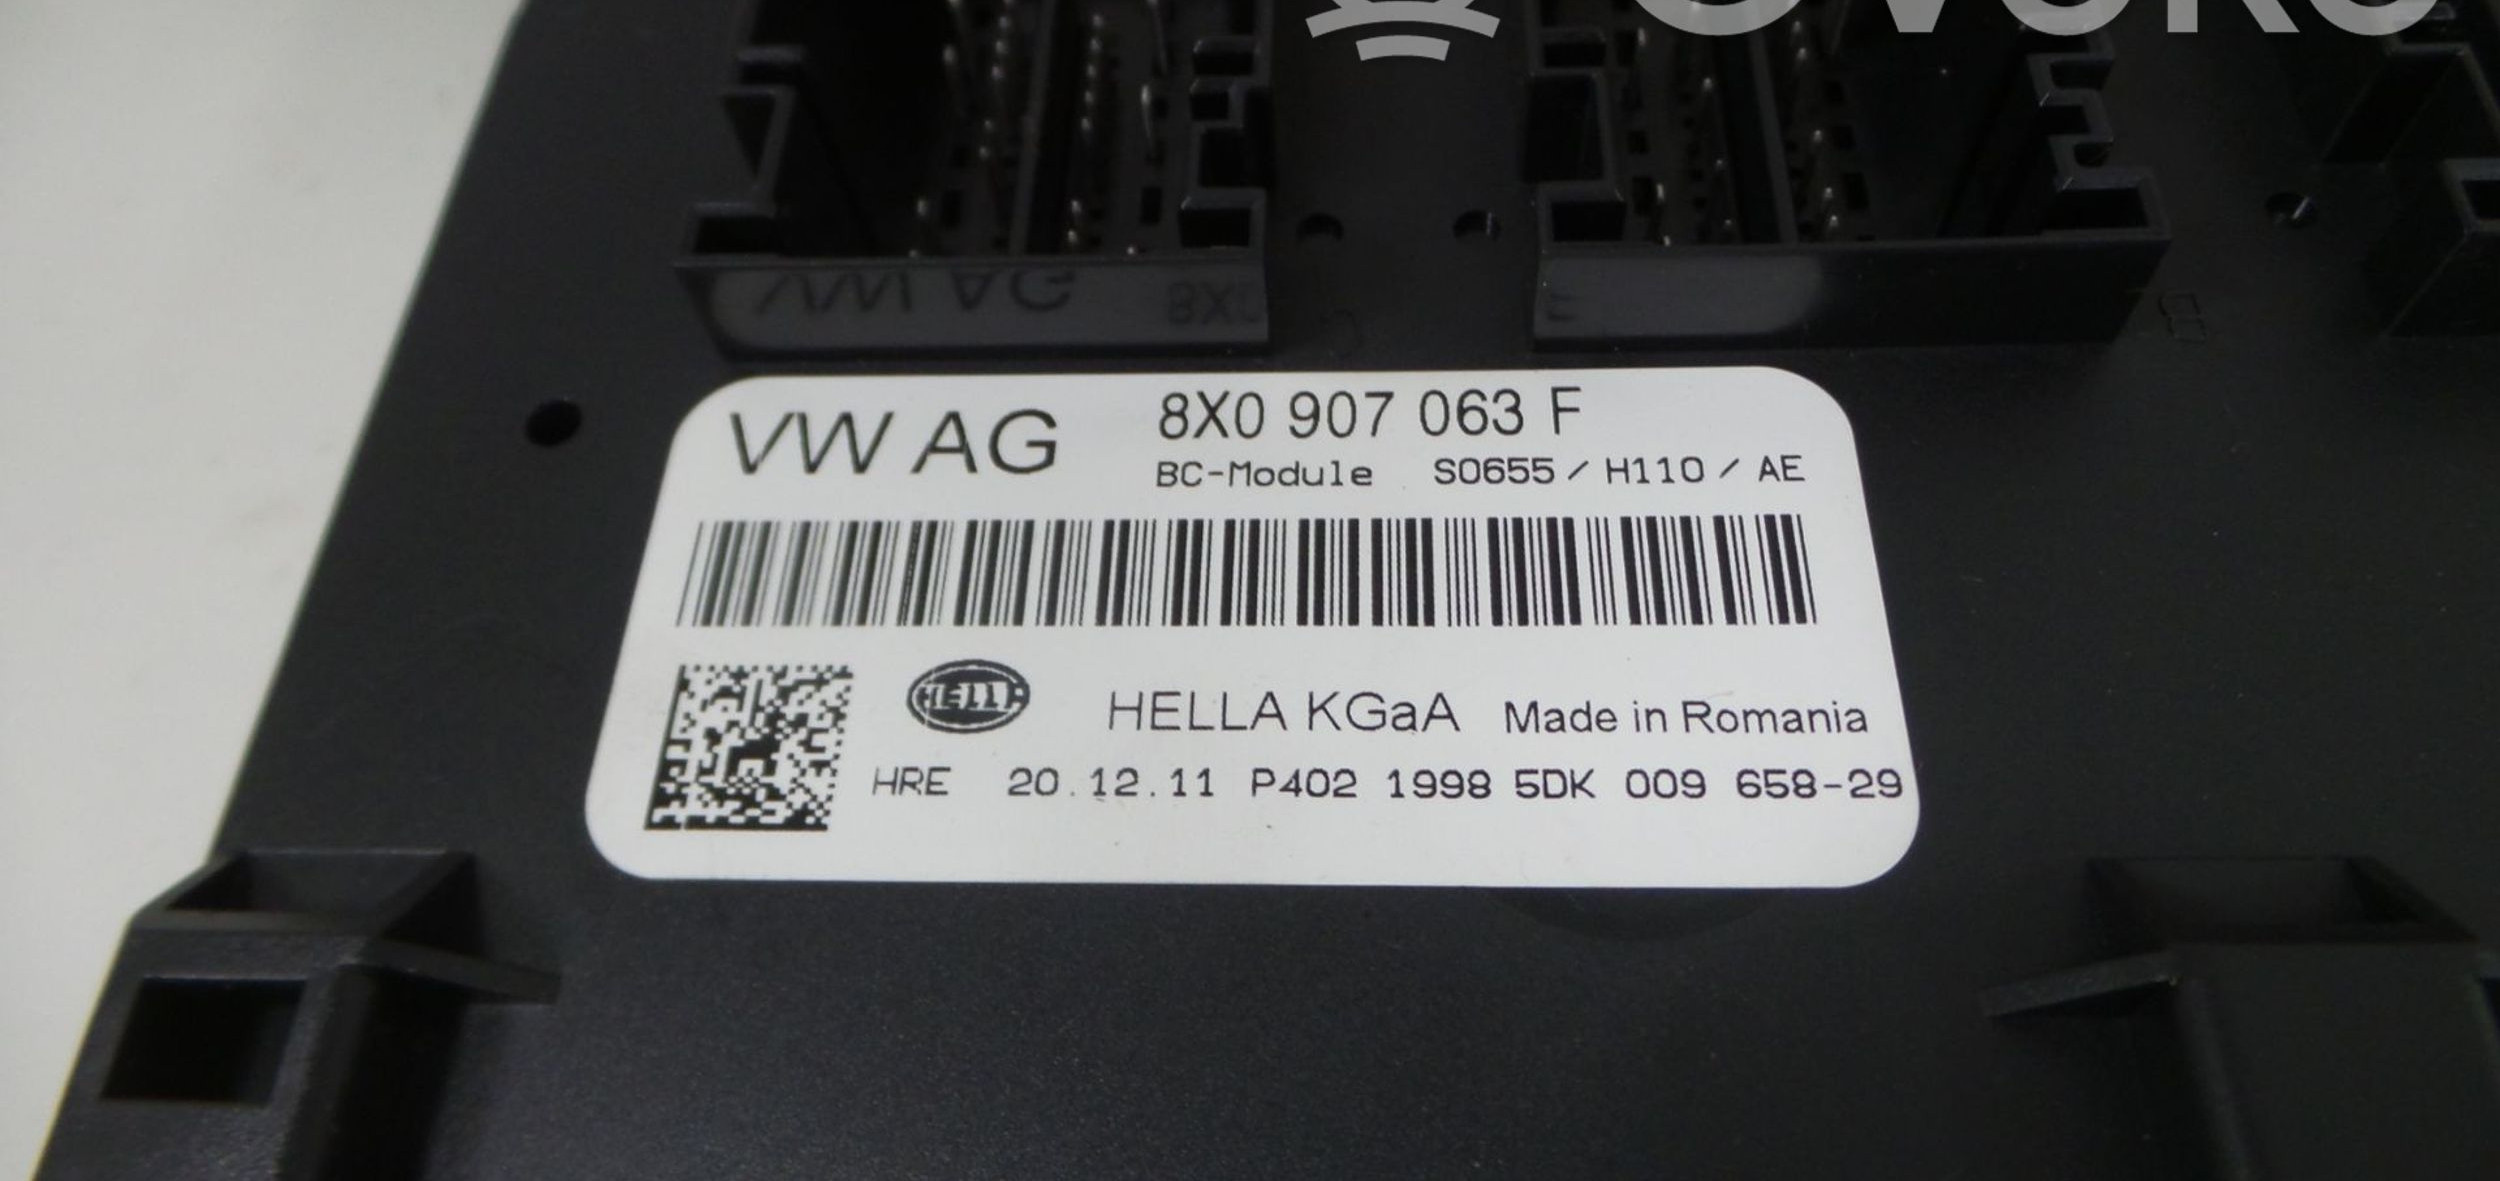 VW AG 8X0 907 063 F
BC-Module S0655 / H110 / AE
HELLA HELLA KGaA Made in Romania
HRE 20.12.11 P402 1998 5DK 009 658-29
B